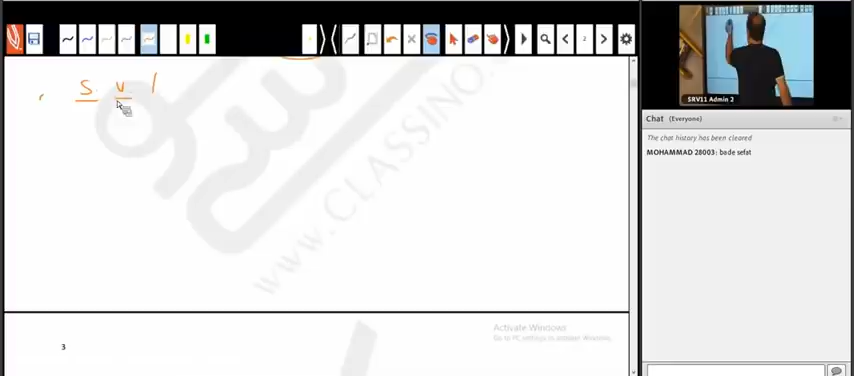 S V
SRV11 Admin 2
Chat (Everyone)
The chat history has been cleared
MOHAMMAD 28003: bade sefat
www.CLASSINO.
Activate Windows
Go to PC settings to activate Windows.
3
2